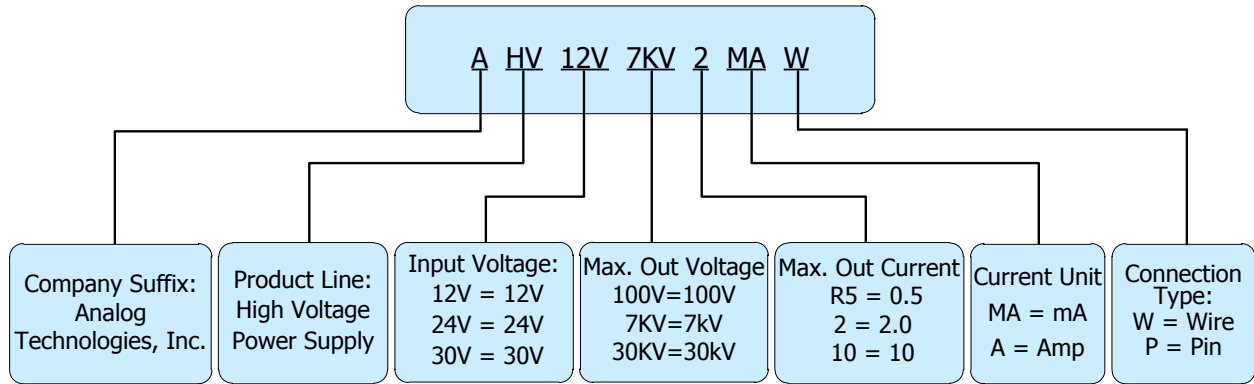 A HV 12V 7KV 2 MA W
Company Suffix:
Analog
Technologies, Inc.
Product Line:
High Voltage
Power Supply
Input Voltage:
12V = 12V
24V = 24V
30V = 30V
Max. Out Voltage
100V=100V
7KV=7kV
30KV=30kV
Max. Out Current
R5 = 0.5
2 = 2.0
10 = 10
Current Unit
MA = mA
A = Amp
Connection
Type:
W = Wire
P = Pin